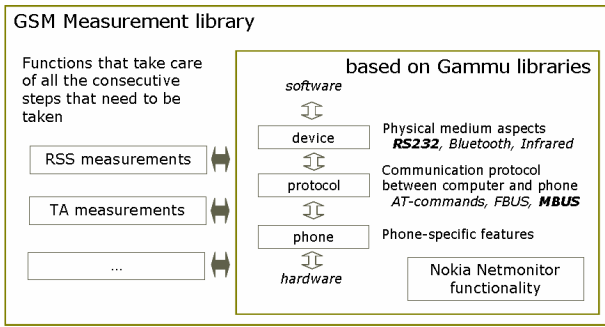 GSM Measurement library
Functions that take care
of all the consecutive
steps that need to be
taken
RSS measurements
TA measurements
...
based on Gammu libraries
software
device
Physical medium aspects
RS232, Bluetooth, Infrared
protocol
Communication protocol
between computer and phone
AT-commands, FBUS, MBUS
phone
Phone-specific features
hardware
Nokia Netmonitor
functionality